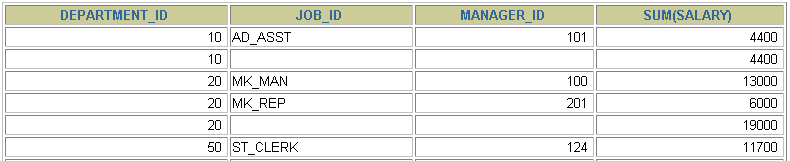 DEPARTMENT_ID JOB_ID MANAGER_ID SUM(SALARY)
10 AD_ASST 101 4400
10 4400
20 MK_MAN 100 13000
20 MK_REP 201 6000
20 19000
50 ST_CLERK 124 11700